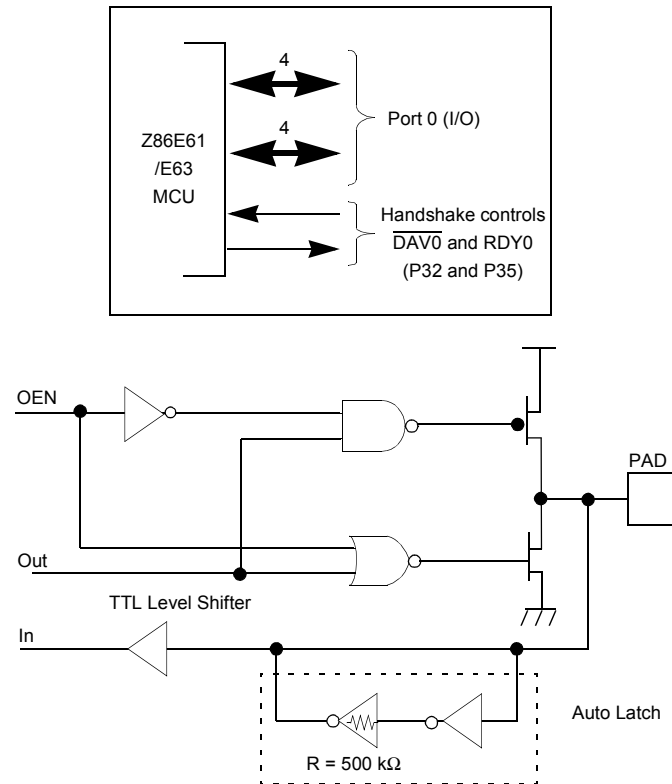 4
4
Z86E61
/E63
MCU
Port 0 (I/O)
Handshake controls
D̅A̅V̅0̅ and RDY0
(P32 and P35)
OEN
PAD
Out
TTL Level Shifter
In
Auto Latch
R = 500 kΩ